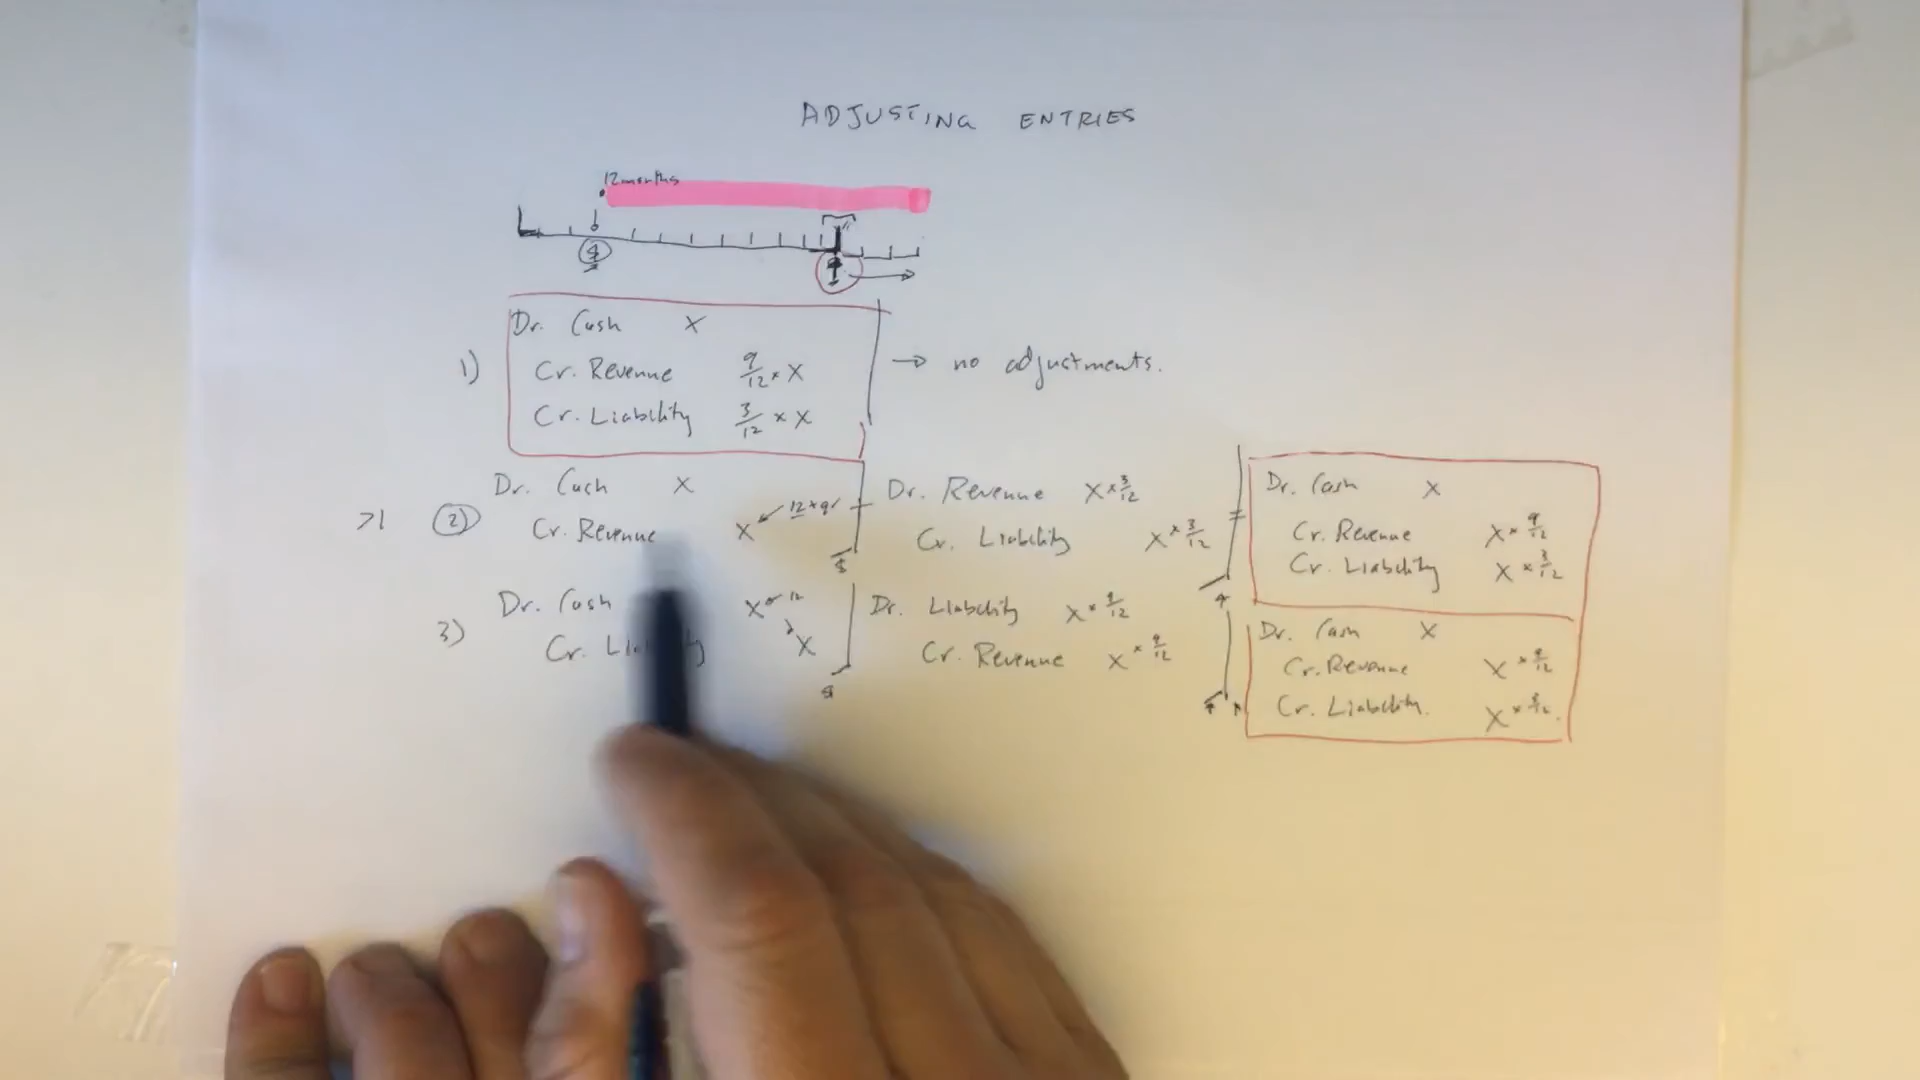 ADJUSTING ENTRIES
12 months
$
1) Dr. Cash X
Cr. Revenue 9/12 × X
Cr. Liability 3/12 × X
→ no adjustments.
>1 2) Dr. Cash X
Cr. Revenue X
$
Dr. Revenue X × 3/12
Cr. Liability X × 3/12
Dr. Cash X
Cr. Revenue X × 9/12
Cr. Liability X × 3/12
3) Dr. Cash X ← 12
Cr. X
Dr. Liability X × 9/12
Cr. Revenue X × 9/12
Dr. Cash X
Cr. Revenue X × 9/12
Cr. Liability. X × 3/12.